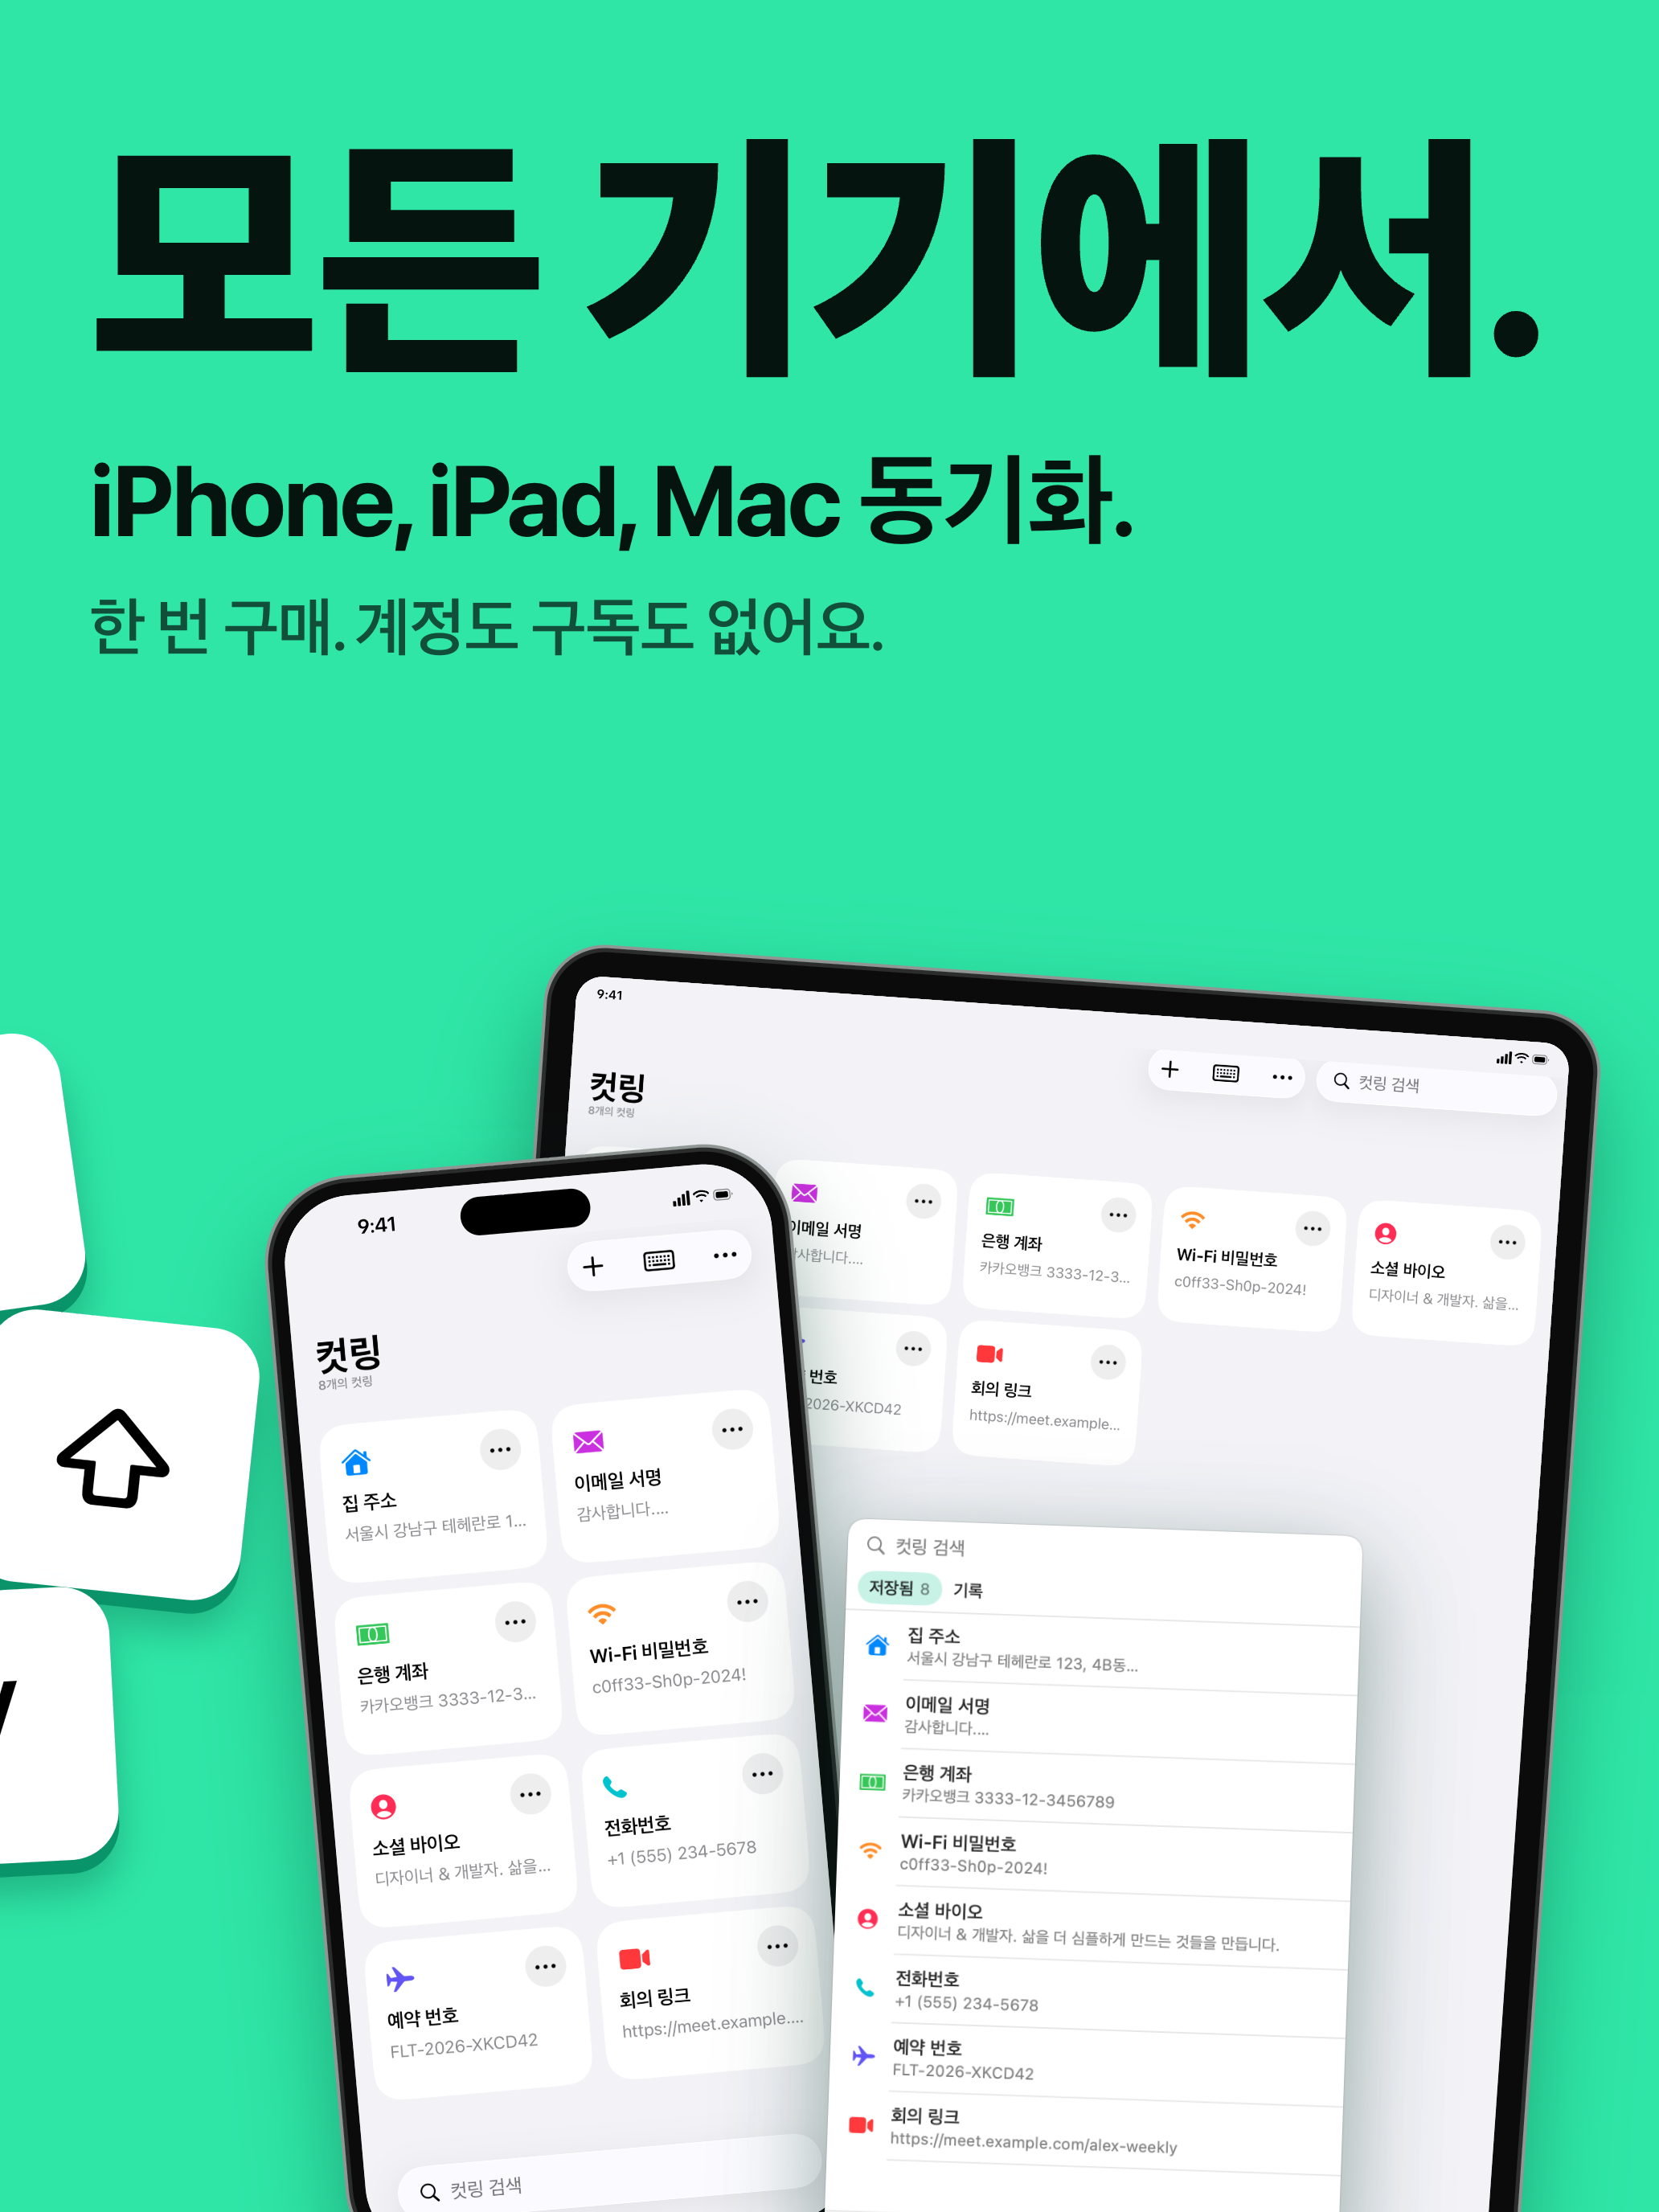 모든 기기에서.
iPhone, iPad, Mac 동기화.
한 번 구매. 계정도 구독도 없어요.
9:41
컷링
8개의 컷링
컷링 검색
이메일 서명
감사합니다....
은행 계좌
카카오뱅크 3333-12-3...
Wi-Fi 비밀번호
c0ff33-Sh0p-2024!
소셜 바이오
디자이너 & 개발자. 삶을...
번호
2026-XKCD42
회의 링크
https://meet.example...
9:41
컷링
8개의 컷링
집 주소
서울시 강남구 테헤란로 1...
이메일 서명
감사합니다....
은행 계좌
카카오뱅크 3333-12-3...
Wi-Fi 비밀번호
c0ff33-Sh0p-2024!
소셜 바이오
디자이너 & 개발자. 삶을...
전화번호
+1 (555) 234-5678
예약 번호
FLT-2026-XKCD42
회의 링크
https://meet.example....
컷링 검색
컷링 검색
저장됨 8 기록
집 주소
서울시 강남구 테헤란로 123, 4B동...
이메일 서명
감사합니다....
은행 계좌
카카오뱅크 3333-12-3456789
Wi-Fi 비밀번호
c0ff33-Sh0p-2024!
소셜 바이오
디자이너 & 개발자. 삶을 더 심플하게 만드는 것들을 만듭니다.
전화번호
+1 (555) 234-5678
예약 번호
FLT-2026-XKCD42
회의 링크
https://meet.example.com/alex-weekly